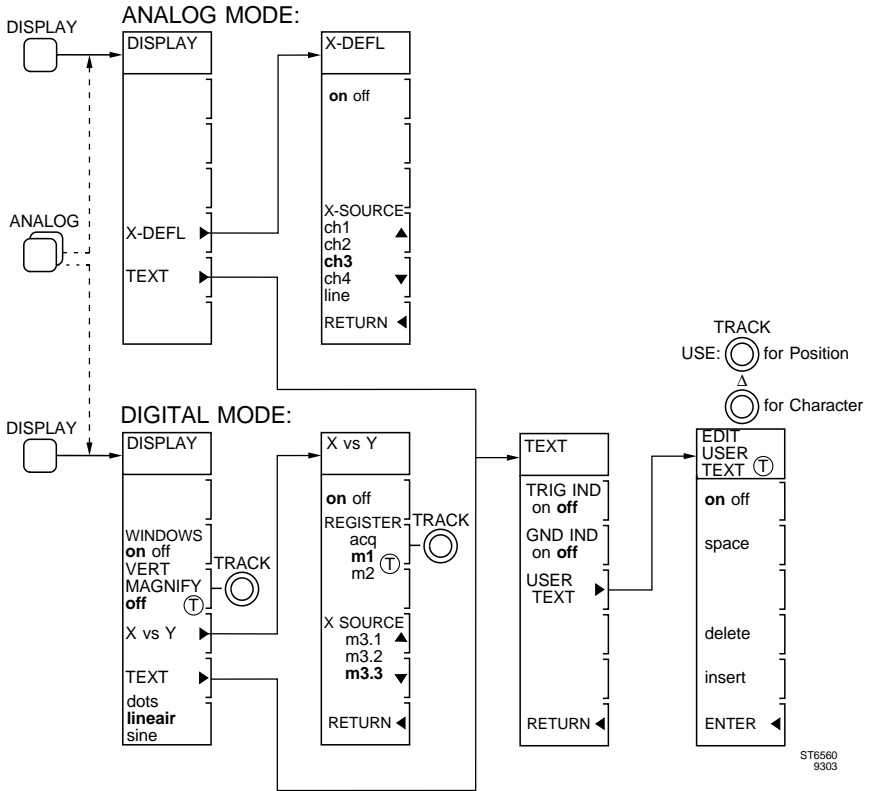 ANALOG MODE:
DISPLAY
DISPLAY
X-DEFL
TEXT
X-DEFL
on off
X-SOURCE
ch1
ch2
ch3
ch4
line
RETURN
ANALOG
TRACK
USE: for Position
Δ
for Character
DIGITAL MODE:
DISPLAY
DISPLAY
WINDOWS
on off
VERT
MAGNIFY
off T
TRACK
X vs Y
TEXT
dots
lineair
sine
X vs Y
on off
REGISTER
acq
m1 T
m2
TRACK
X SOURCE
m3.1
m3.2
m3.3
RETURN
TEXT
TRIG IND
on off
GND IND
on off
USER
TEXT
RETURN
EDIT
USER
TEXT T
on off
space
delete
insert
ENTER
ST6560
9303